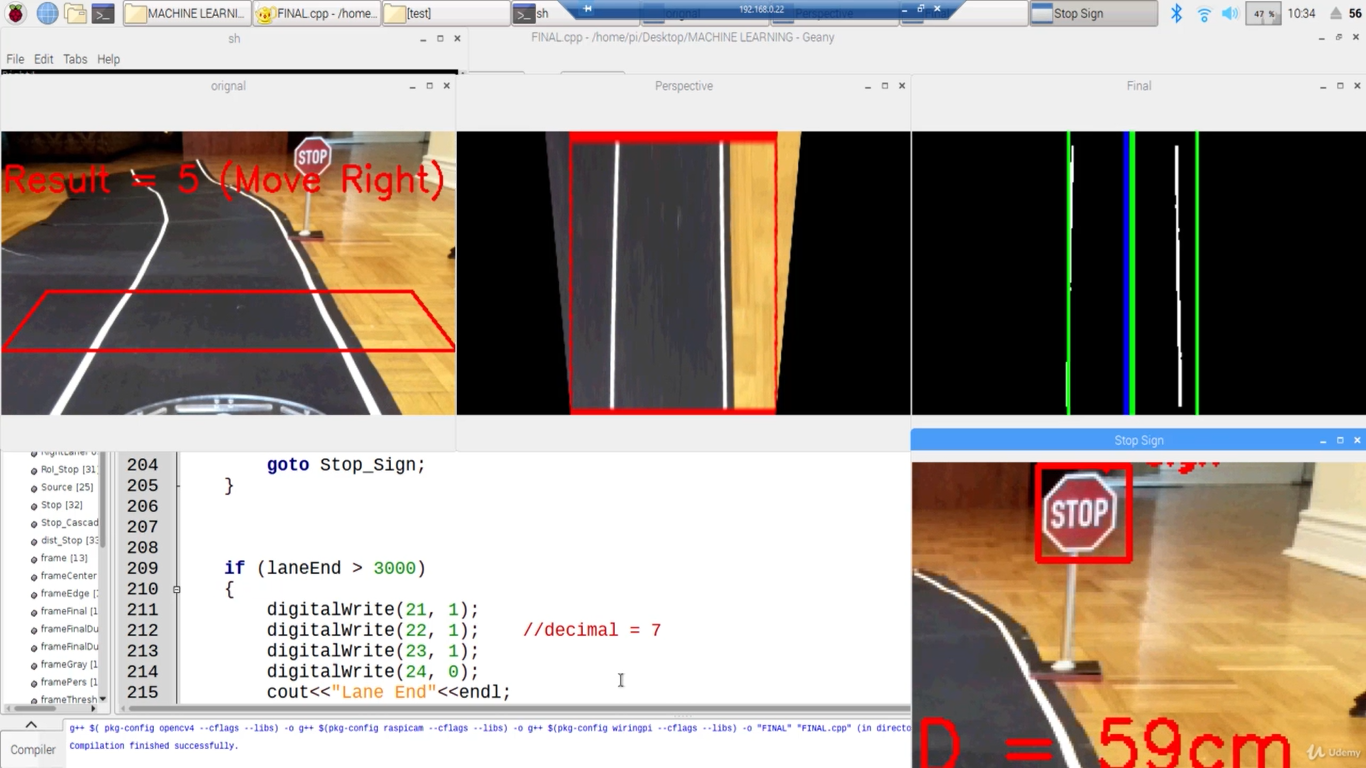 MACHINE LEARNI...
FINAL.cpp - /home...
[test]
sh
192.168.0.22
Stop Sign
47 %
10:34
56
sh
FINAL.cpp - /home/pi/Desktop/MACHINE LEARNING - Geany
File Edit Tabs Help
orignal
Perspective
Final
STOP
Result = 5 (Move Right)
Stop Sign
STOP
D = 59cm
RoI_Stop [31]
Source [25]
Stop [32]
Stop_Cascad
dist_Stop [33
frame [13]
frameCenter
frameEdge [
frameFinal [1
frameFinalDu
frameFinalDu
frameGray [1
framePers [1
frameThresh
204 goto Stop_Sign;
205 }
206
207
208
209 if (laneEnd > 3000)
210 {
211 digitalWrite(21, 1);
212 digitalWrite(22, 1); //decimal = 7
213 digitalWrite(23, 1);
214 digitalWrite(24, 0);
215 cout<<"Lane End"<<endl;
Compiler
g++ $( pkg-config opencv4 --cflags --libs) -o g++ $(pkg-config raspicam --cflags --libs) -o g++ $(pkg-config wiringpi --cflags --libs) -o "FINAL" "FINAL.cpp" (in directo
Compilation finished successfully.
Udemy